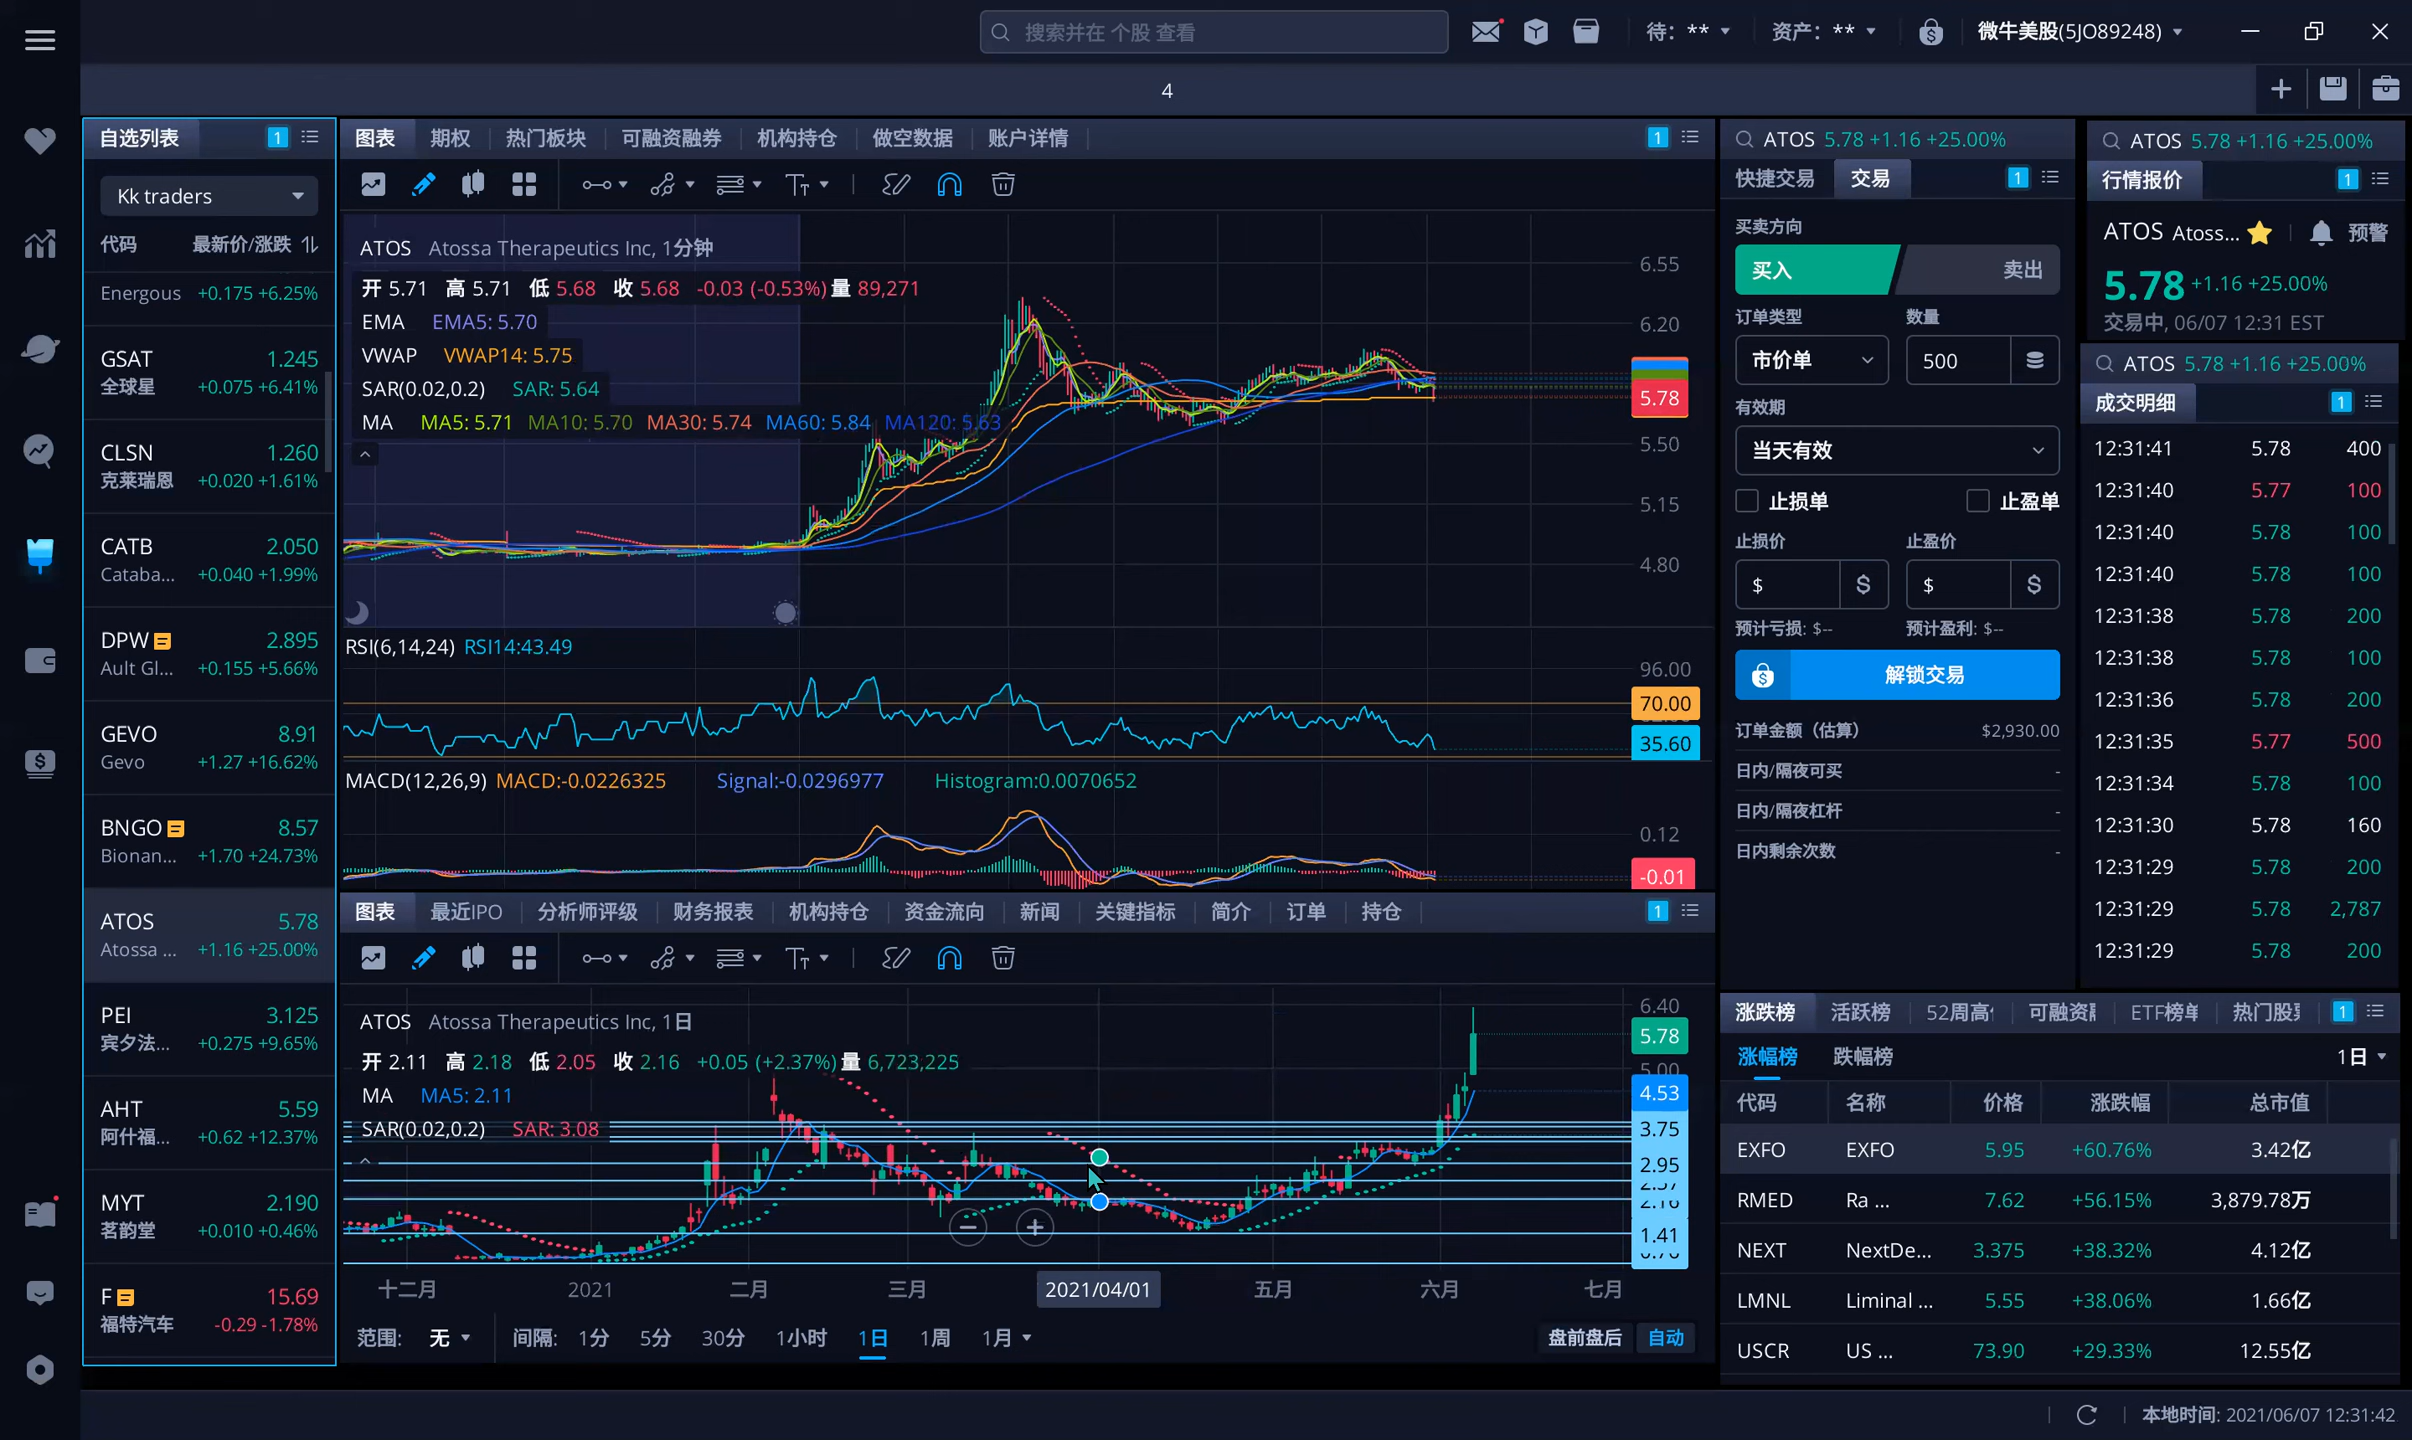 搜索并在 个股 查看
待：** 
资产：**
微牛美股(5JO89248)
4
自选列表 1
Kk traders
代码 最新价/涨跌
Energous +0.175 +6.25%
GSAT 1.245
全球星 +0.075 +6.41%
CLSN 1.260
克莱瑞恩 +0.020 +1.61%
CATB 2.050
Cataba... +0.040 +1.99%
DPW 2.895
Ault Gl... +0.155 +5.66%
GEVO 8.91
Gevo +1.27 +16.62%
BNGO 8.57
Bionan... +1.70 +24.73%
ATOS 5.78
Atossa ... +1.16 +25.00%
PEI 3.125
宾夕法... +0.275 +9.65%
AHT 5.59
阿什福... +0.62 +12.37%
MYT 2.190
茗韵堂 +0.010 +0.46%
F 15.69
福特汽车 -0.29 -1.78%
图表 期权 热门板块 可融资融券 机构持仓 做空数据 账户详情 1
ATOS Atossa Therapeutics Inc, 1分钟
开 5.71 高 5.71 低 5.68 收 5.68 -0.03 (-0.53%) 量 89,271
EMA EMA5: 5.70
VWAP VWAP14: 5.75
SAR(0.02,0.2) SAR: 5.64
MA MA5: 5.71 MA10: 5.70 MA30: 5.74 MA60: 5.84 MA120: 5.63
6.55
6.20
5.78
5.50
5.15
4.80
RSI(6,14,24) RSI14:43.49
96.00
70.00
35.60
MACD(12,26,9) MACD:-0.0226325 Signal:-0.0296977 Histogram:0.0070652
0.12
-0.01
图表 最近IPO 分析师评级 财务报表 机构持仓 资金流向 新闻 关键指标 简介 订单 持仓 1
ATOS Atossa Therapeutics Inc, 1日
开 2.11 高 2.18 低 2.05 收 2.16 +0.05 (+2.37%) 量 6,723,225
MA MA5: 2.11
SAR(0.02,0.2) SAR: 3.08
6.40
5.78
5.00
4.53
3.75
2.95
2.16
1.41
十二月 2021 二月 三月 2021/04/01 五月 六月 七月
范围: 无 间隔: 1分 5分 30分 1小时 1日 1周 1月 盘前盘后 自动
ATOS 5.78 +1.16 +25.00%
快捷交易 交易 1
买卖方向
买入 卖出
订单类型 数量
市价单 500
有效期
当天有效
止损单 止盈单
止损价 止盈价
$ $ $ $
预计亏损: $-- 预计盈利: $--
解锁交易
订单金额（估算） $2,930.00
日内/隔夜可买 -
日内/隔夜杠杆 -
日内剩余次数 -
ATOS 5.78 +1.16 +25.00%
行情报价 1
ATOS Atoss... 预警
5.78 +1.16 +25.00%
交易中, 06/07 12:31 EST
ATOS 5.78 +1.16 +25.00%
成交明细 1
12:31:41 5.78 400
12:31:40 5.77 100
12:31:40 5.78 100
12:31:40 5.78 100
12:31:38 5.78 200
12:31:38 5.78 100
12:31:36 5.78 200
12:31:35 5.77 500
12:31:34 5.78 100
12:31:30 5.78 160
12:31:29 5.78 200
12:31:29 5.78 2,787
12:31:29 5.78 200
涨跌榜 活跃榜 52周高 可融资 ETF榜单 热门股 1
涨幅榜 跌幅榜 1日
代码 名称 价格 涨跌幅 总市值
EXFO EXFO 5.95 +60.76% 3.42亿
RMED Ra ... 7.62 +56.15% 3,879.78万
NEXT NextDe... 3.375 +38.32% 4.12亿
LMNL Liminal ... 5.55 +38.06% 1.66亿
USCR US ... 73.90 +29.33% 12.55亿
本地时间: 2021/06/07 12:31:42